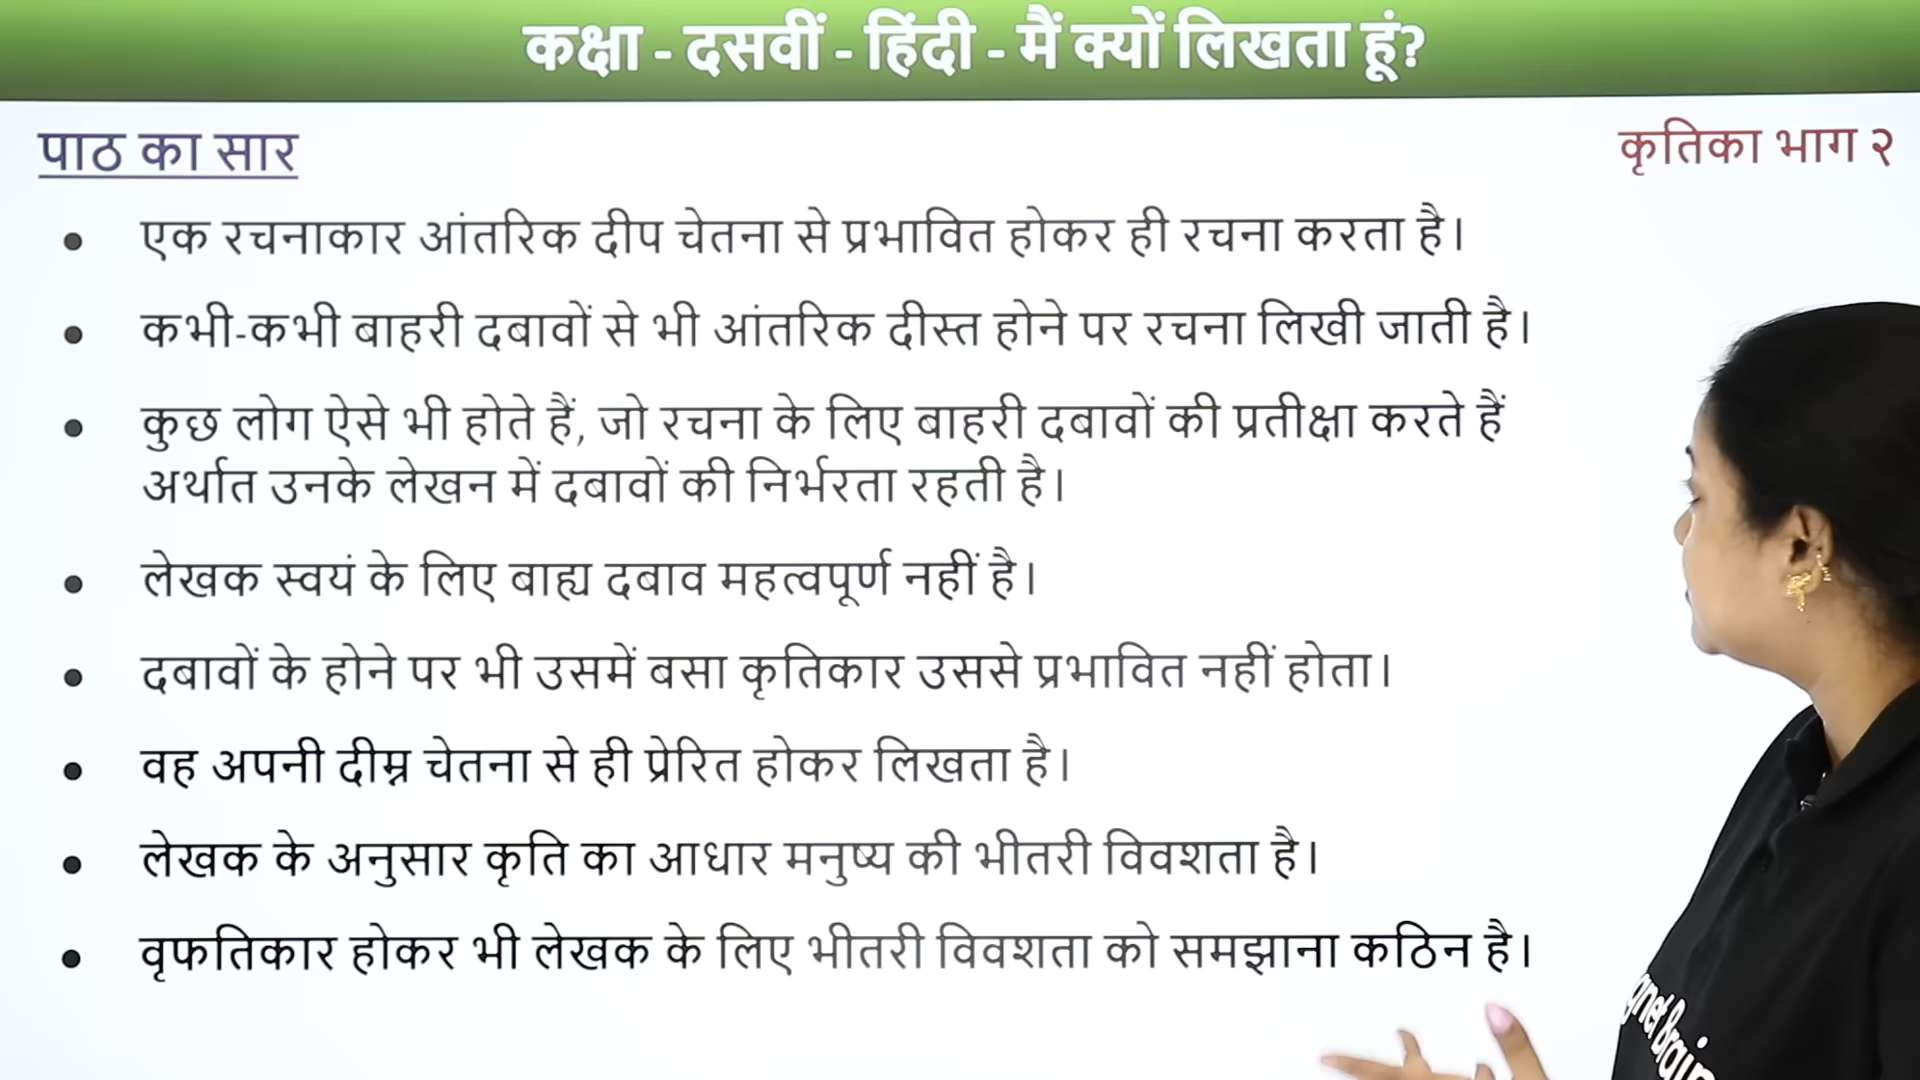 कक्षा - दसवीं - हिंदी - मैं क्यों लिखता हूं?
पाठ का सार
कृतिका भाग २
• एक रचनाकार आंतरिक दीप चेतना से प्रभावित होकर ही रचना करता है।
• कभी-कभी बाहरी दबावों से भी आंतरिक दीस्त होने पर रचना लिखी जाती है।
• कुछ लोग ऐसे भी होते हैं, जो रचना के लिए बाहरी दबावों की प्रतीक्षा करते हैं
अर्थात उनके लेखन में दबावों की निर्भरता रहती है।
• लेखक स्वयं के लिए बाह्य दबाव महत्वपूर्ण नहीं है।
• दबावों के होने पर भी उसमें बसा कृतिकार उससे प्रभावित नहीं होता।
• वह अपनी दीम्न चेतना से ही प्रेरित होकर लिखता है।
• लेखक के अनुसार कृति का आधार मनुष्य की भीतरी विवशता है।
• वृफतिकार होकर भी लेखक के लिए भीतरी विवशता को समझाना कठिन है।